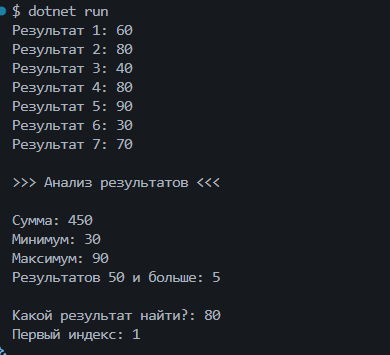 $ dotnet run
Результат 1: 60
Результат 2: 80
Результат 3: 40
Результат 4: 80
Результат 5: 90
Результат 6: 30
Результат 7: 70
>>> Анализ результатов <<<
Сумма: 450
Минимум: 30
Максимум: 90
Результатов 50 и больше: 5
Какой результат найти?: 80
Первый индекс: 1